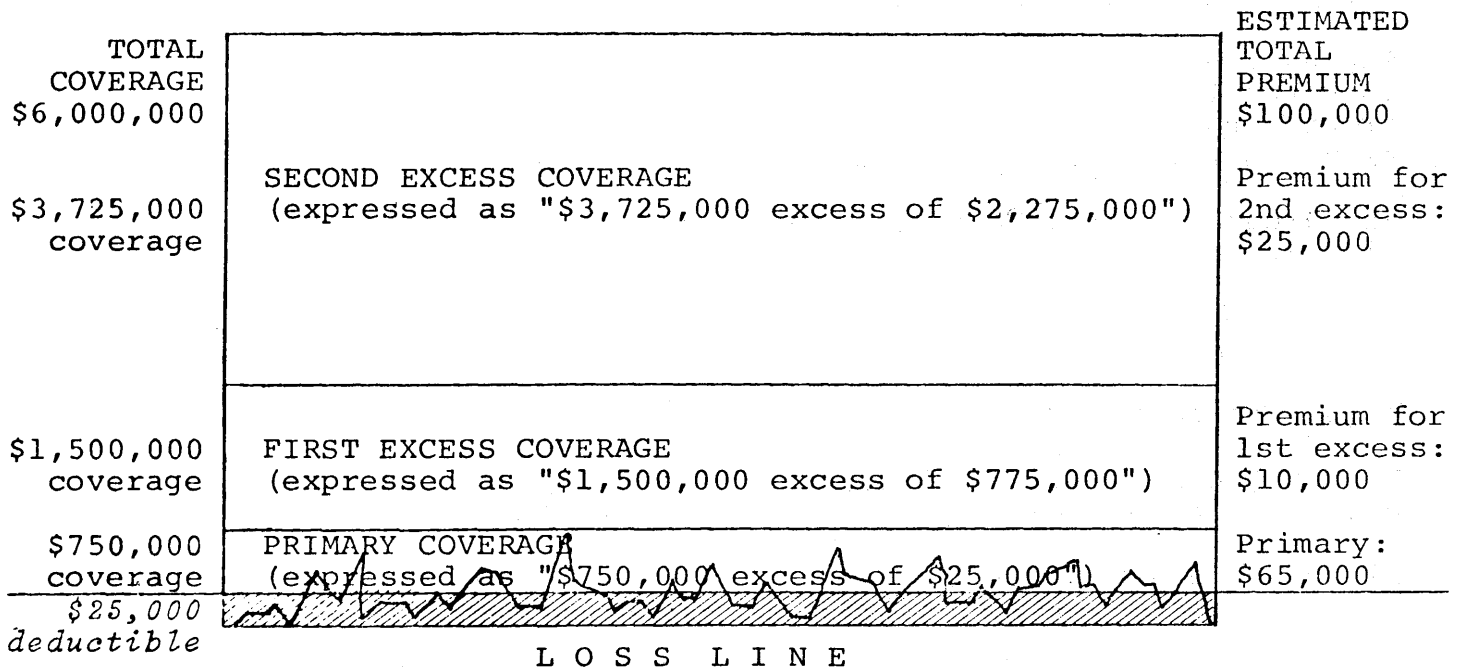 TOTAL
COVERAGE
$6,000,000
ESTIMATED
TOTAL
PREMIUM
$100,000
$3,725,000
coverage
SECOND EXCESS COVERAGE
(expressed as "$3,725,000 excess of $2,275,000")
Premium for
2nd excess:
$25,000
$1,500,000
coverage
FIRST EXCESS COVERAGE
(expressed as "$1,500,000 excess of $775,000")
Premium for
1st excess:
$10,000
$750,000
coverage
PRIMARY COVERAGE
(expressed as "$750,000 excess of $25,000")
Primary:
$65,000
$25,000
deductible
LOSS LINE